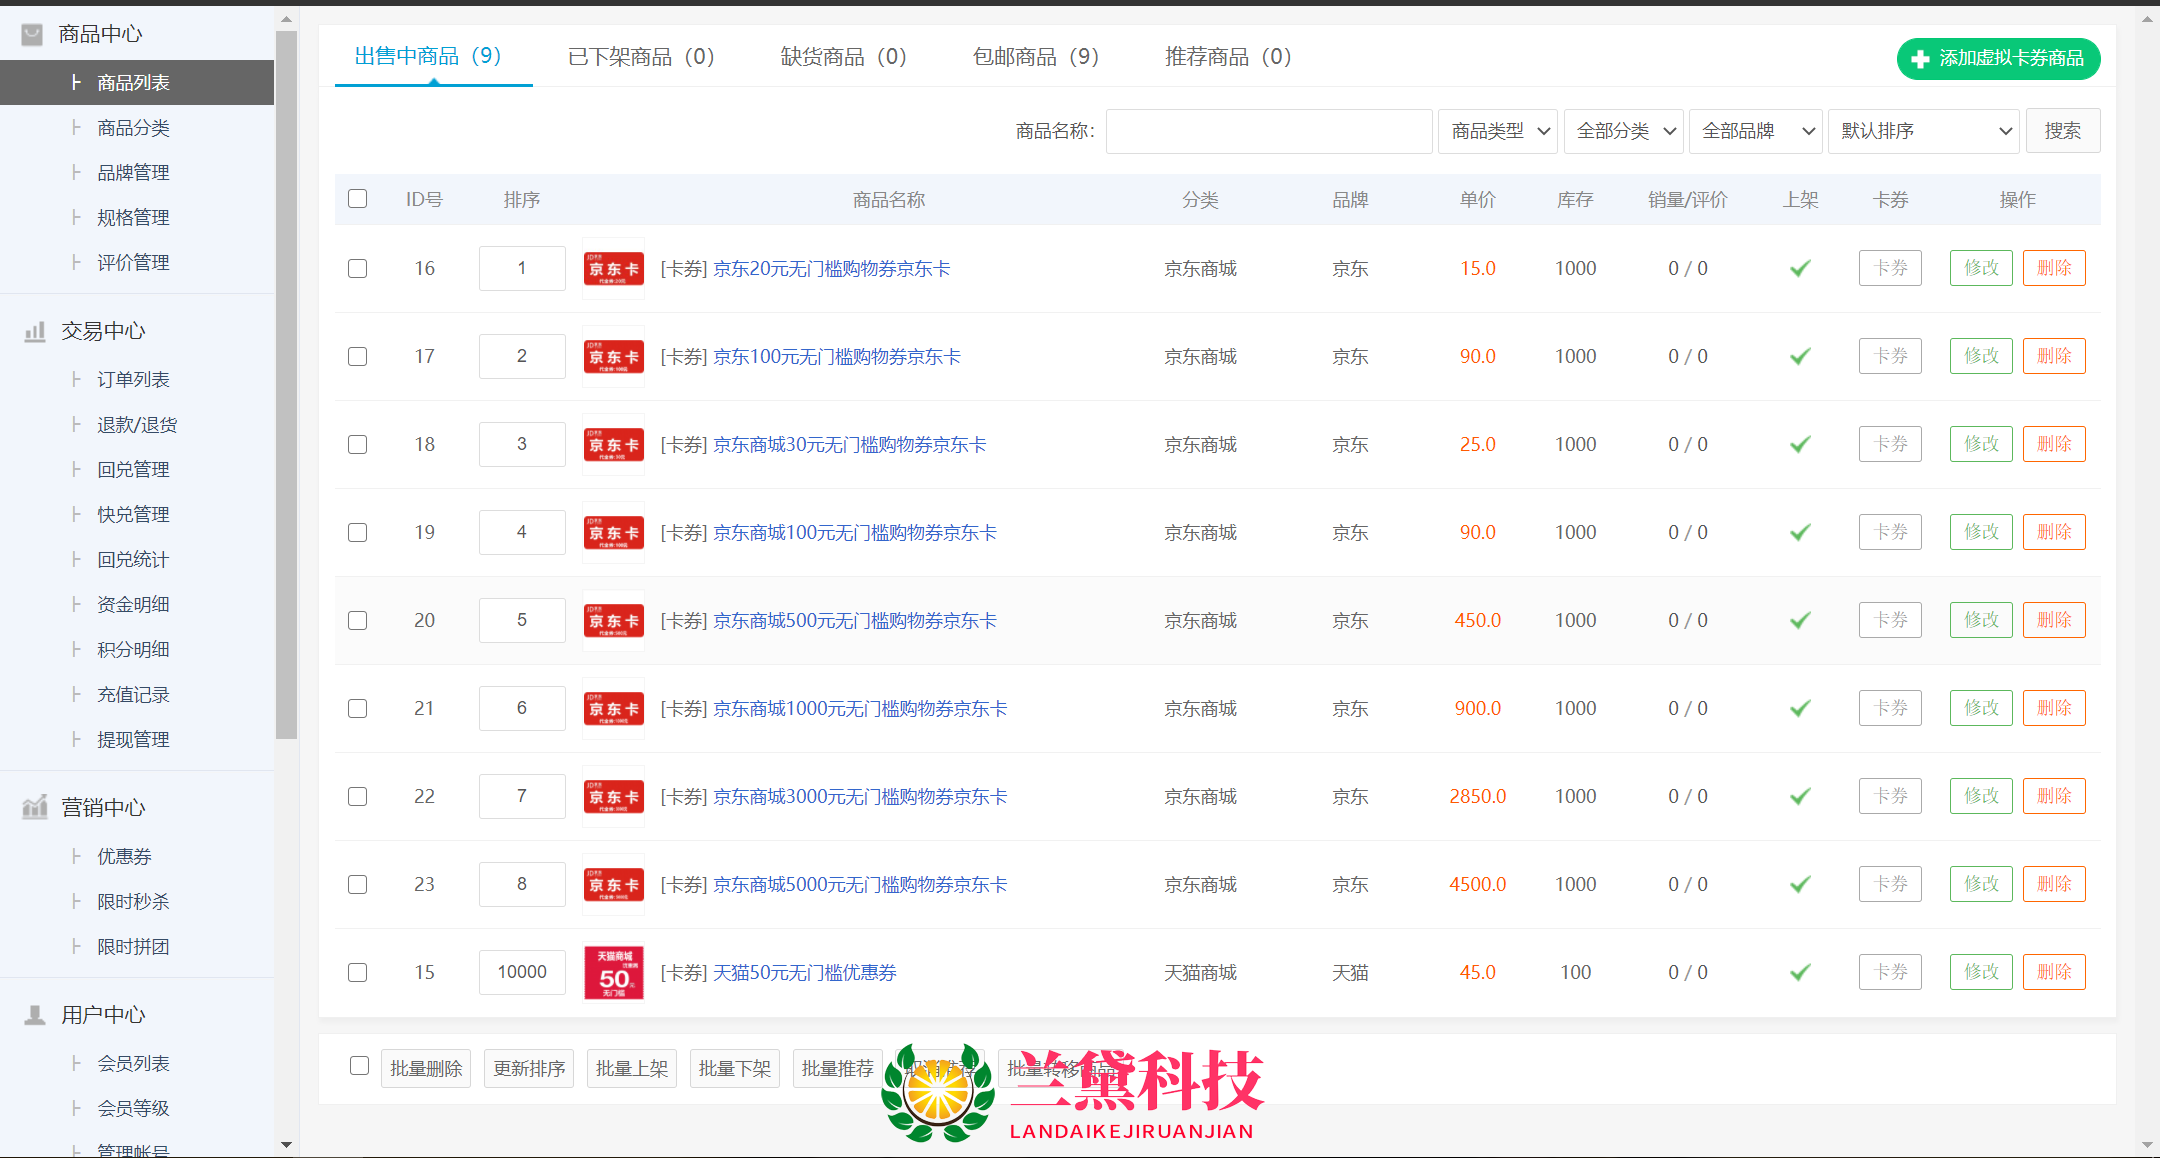 商品中心
├ 商品列表
├ 商品分类
├ 品牌管理
├ 规格管理
├ 评价管理
交易中心
├ 订单列表
├ 退款/退货
├ 回兑管理
├ 快兑管理
├ 回兑统计
├ 资金明细
├ 积分明细
├ 充值记录
├ 提现管理
营销中心
├ 优惠券
├ 限时秒杀
├ 限时拼团
用户中心
├ 会员列表
├ 会员等级
├ 管理帐号
出售中商品（9） 已下架商品（0） 缺货商品（0） 包邮商品（9） 推荐商品（0） 添加虚拟卡券商品
商品名称： 商品类型 全部分类 全部品牌 默认排序 搜索
ID号 排序 商品名称 分类 品牌 单价 库存 销量/评价 上架 卡券 操作
16 1 京东卡 [卡券] 京东20元无门槛购物券京东卡 京东商城 京东 15.0 1000 0 / 0 卡券 修改 删除
17 2 京东卡 [卡券] 京东100元无门槛购物券京东卡 京东商城 京东 90.0 1000 0 / 0 卡券 修改 删除
18 3 京东卡 [卡券] 京东商城30元无门槛购物券京东卡 京东商城 京东 25.0 1000 0 / 0 卡券 修改 删除
19 4 京东卡 [卡券] 京东商城100元无门槛购物券京东卡 京东商城 京东 90.0 1000 0 / 0 卡券 修改 删除
20 5 京东卡 [卡券] 京东商城500元无门槛购物券京东卡 京东商城 京东 450.0 1000 0 / 0 卡券 修改 删除
21 6 京东卡 [卡券] 京东商城1000元无门槛购物券京东卡 京东商城 京东 900.0 1000 0 / 0 卡券 修改 删除
22 7 京东卡 [卡券] 京东商城3000元无门槛购物券京东卡 京东商城 京东 2850.0 1000 0 / 0 卡券 修改 删除
23 8 京东卡 [卡券] 京东商城5000元无门槛购物券京东卡 京东商城 京东 4500.0 1000 0 / 0 卡券 修改 删除
15 10000 天猫商城 50元 无门槛 [卡券] 天猫50元无门槛优惠券 天猫商城 天猫 45.0 100 0 / 0 卡券 修改 删除
批量删除 更新排序 批量上架 批量下架 批量推荐 取消推荐 批量转移商品
兰黛科技
LANDAIKEJIRUANJIAN